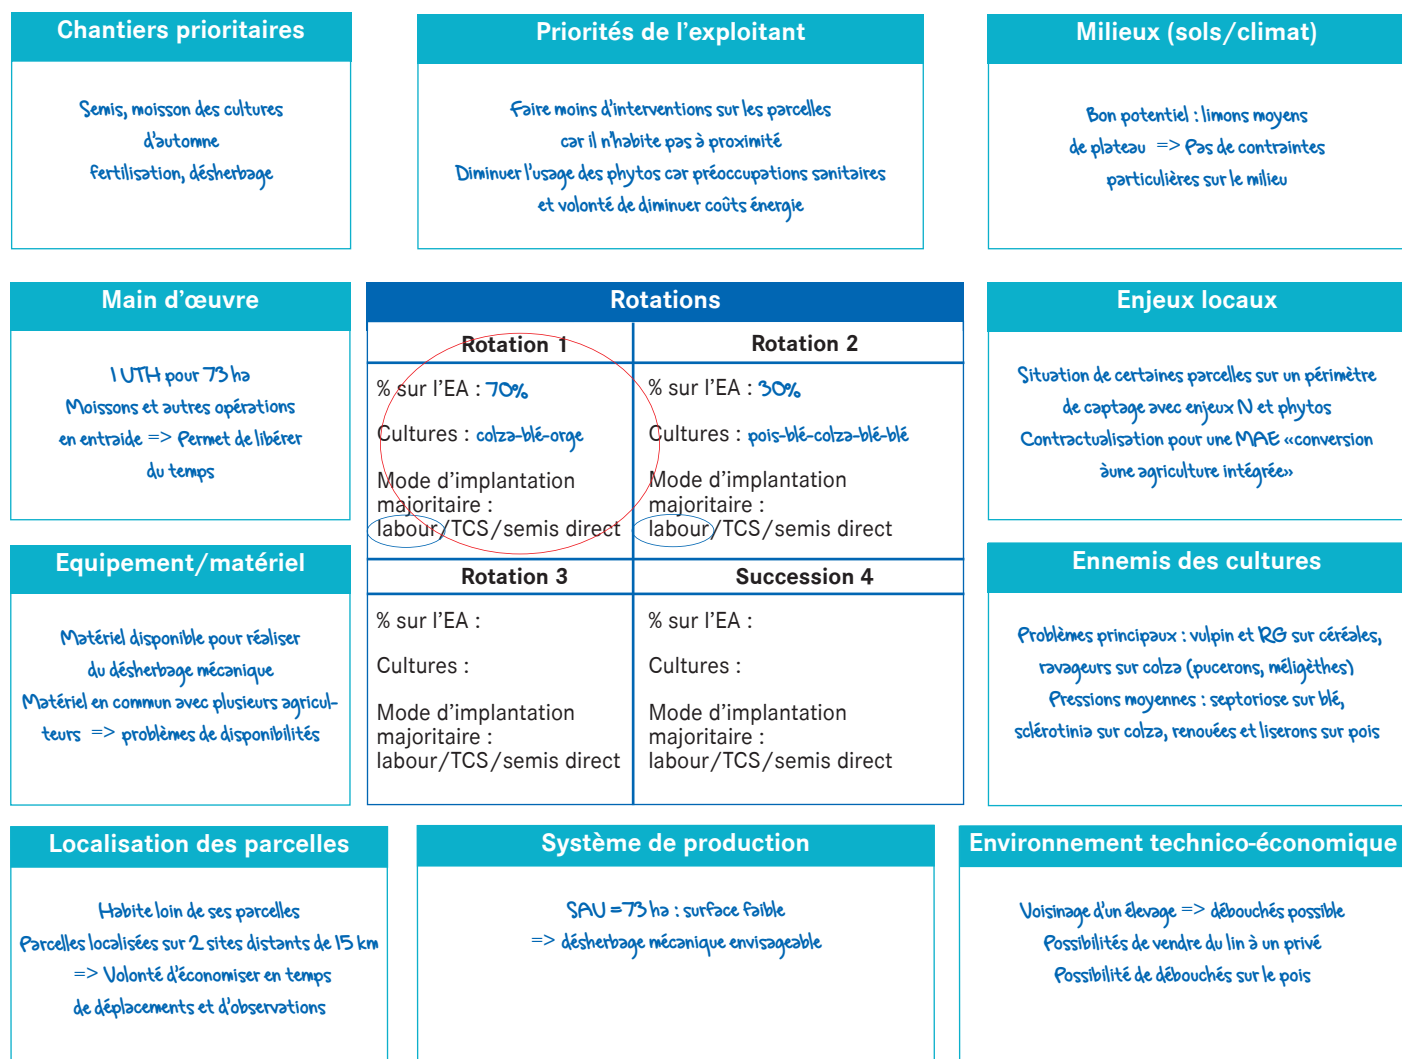 Chantiers prioritaires
Semis, moisson des cultures
d'automne
fertilisation, désherbage
Priorités de l'exploitant
Faire moins d'interventions sur les parcelles
car il n'habite pas à proximité
Diminuer l'usage des phytos car préoccupations sanitaires
et volonté de diminuer coûts énergie
Milieux (sols/climat)
Bon potentiel : limons moyens
de plateau => Pas de contraintes
particulières sur le milieu
Main d'œuvre
1 UTH pour 73 ha
Moissons et autres opérations
en entraide => Permet de libérer
du temps
Rotations
Rotation 1
% sur l'EA : 70%
Cultures : colza-blé-orge
Mode d'implantation
majoritaire :
labour/TCS/semis direct
Rotation 2
% sur l'EA : 30%
Cultures : pois-blé-colza-blé-blé
Mode d'implantation
majoritaire :
labour/TCS/semis direct
Rotation 3
% sur l'EA :
Cultures :
Mode d'implantation
majoritaire :
labour/TCS/semis direct
Succession 4
% sur l'EA :
Cultures :
Mode d'implantation
majoritaire :
labour/TCS/semis direct
Enjeux locaux
Situation de certaines parcelles sur un périmètre
de captage avec enjeux N et phytos
Contractualisation pour une MAE «conversion
àune agriculture intégrée»
Equipement/matériel
Matériel disponible pour réaliser
du désherbage mécanique
Matériel en commun avec plusieurs agricul-
teurs => problèmes de disponibilités
Ennemis des cultures
Problèmes principaux : vulpin et RG sur céréales,
ravageurs sur colza (pucerons, méligèthes)
Pressions moyennes : septoriose sur blé,
sclérotinia sur colza, renouées et liserons sur pois
Localisation des parcelles
Habite loin de ses parcelles
Parcelles localisées sur 2 sites distants de 15 km
=> Volonté d'économiser en temps
de déplacements et d'observations
Système de production
SAU = 73 ha : surface faible
=> désherbage mécanique envisageable
Environnement technico-économique
Voisinage d'un élevage => débouchés possible
Possibilités de vendre du lin à un privé
Possibilité de débouchés sur le pois